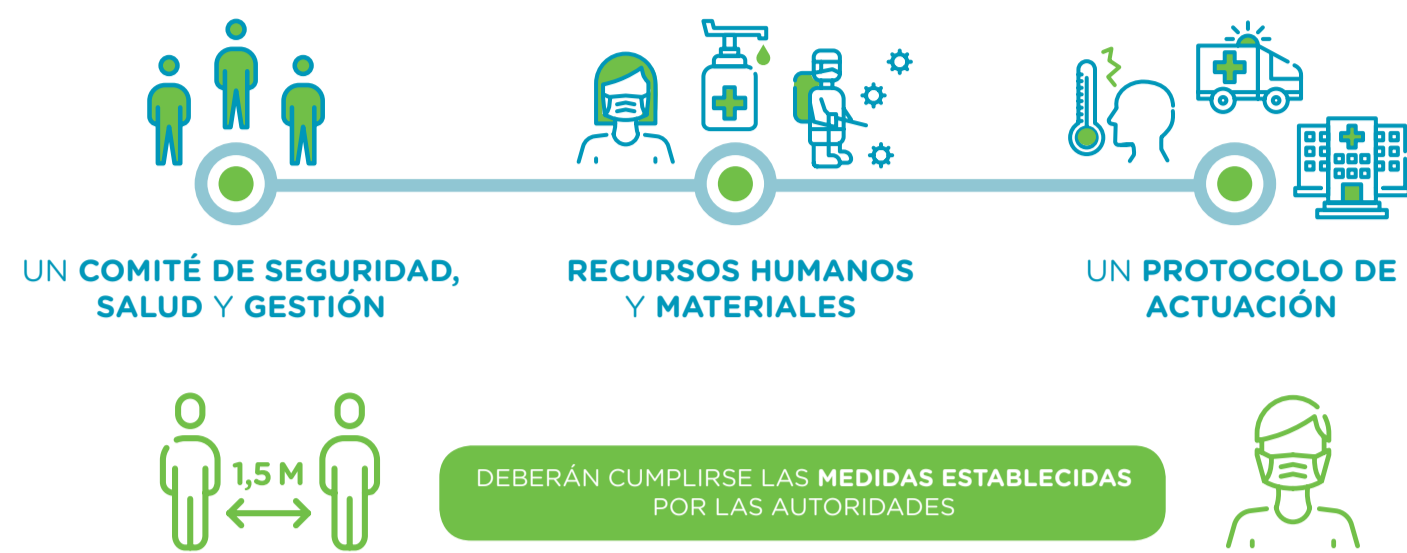 UN COMITÉ DE SEGURIDAD,
SALUD Y GESTIÓN
RECURSOS HUMANOS
Y MATERIALES
UN PROTOCOLO DE
ACTUACIÓN
1,5 M
DEBERÁN CUMPLIRSE LAS MEDIDAS ESTABLECIDAS
POR LAS AUTORIDADES